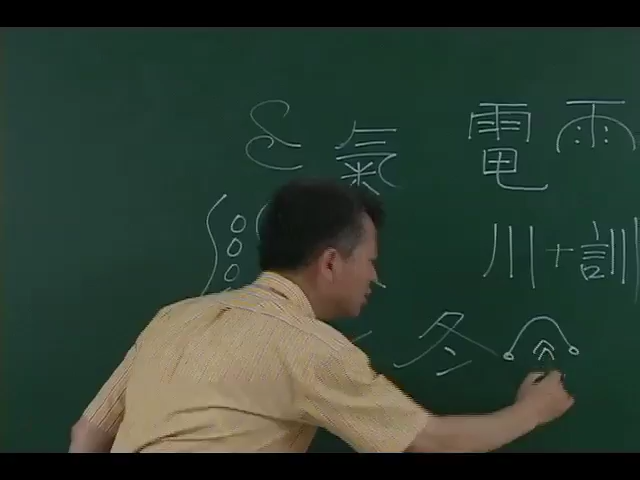 氣 電 雨
川 + 訓
冬